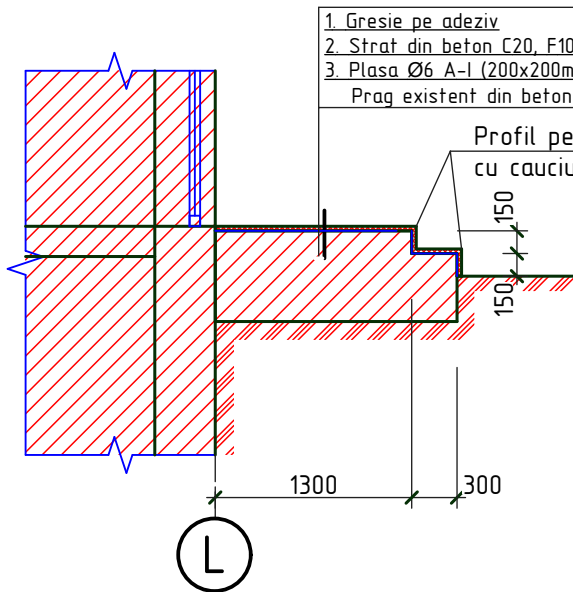 1. Gresie pe adeziv
2. Strat din beton C20, F10
3. Plasa Ø6 A-I (200x200m
Prag existent din beton
Profil pe
cu cauciu
150
150
1300
300
L